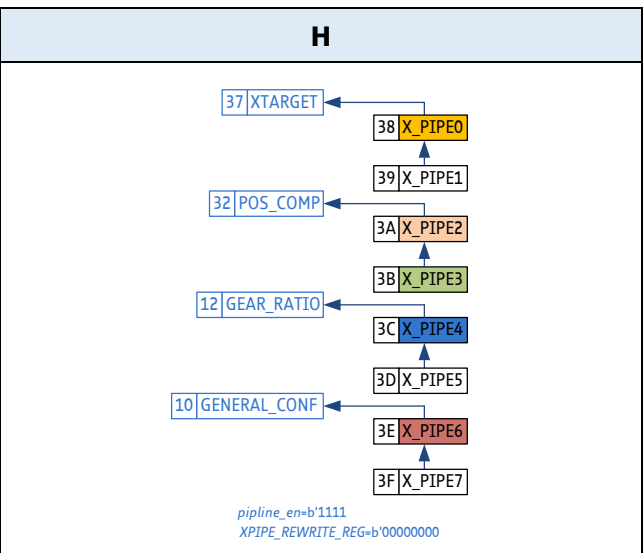 H
37 XTARGET
38 X_PIPE0
39 X_PIPE1
32 POS_COMP
3A X_PIPE2
3B X_PIPE3
12 GEAR_RATIO
3C X_PIPE4
3D X_PIPE5
10 GENERAL_CONF
3E X_PIPE6
3F X_PIPE7
pipline_en=b'1111
XPIPE_REWRITE_REG=b'00000000